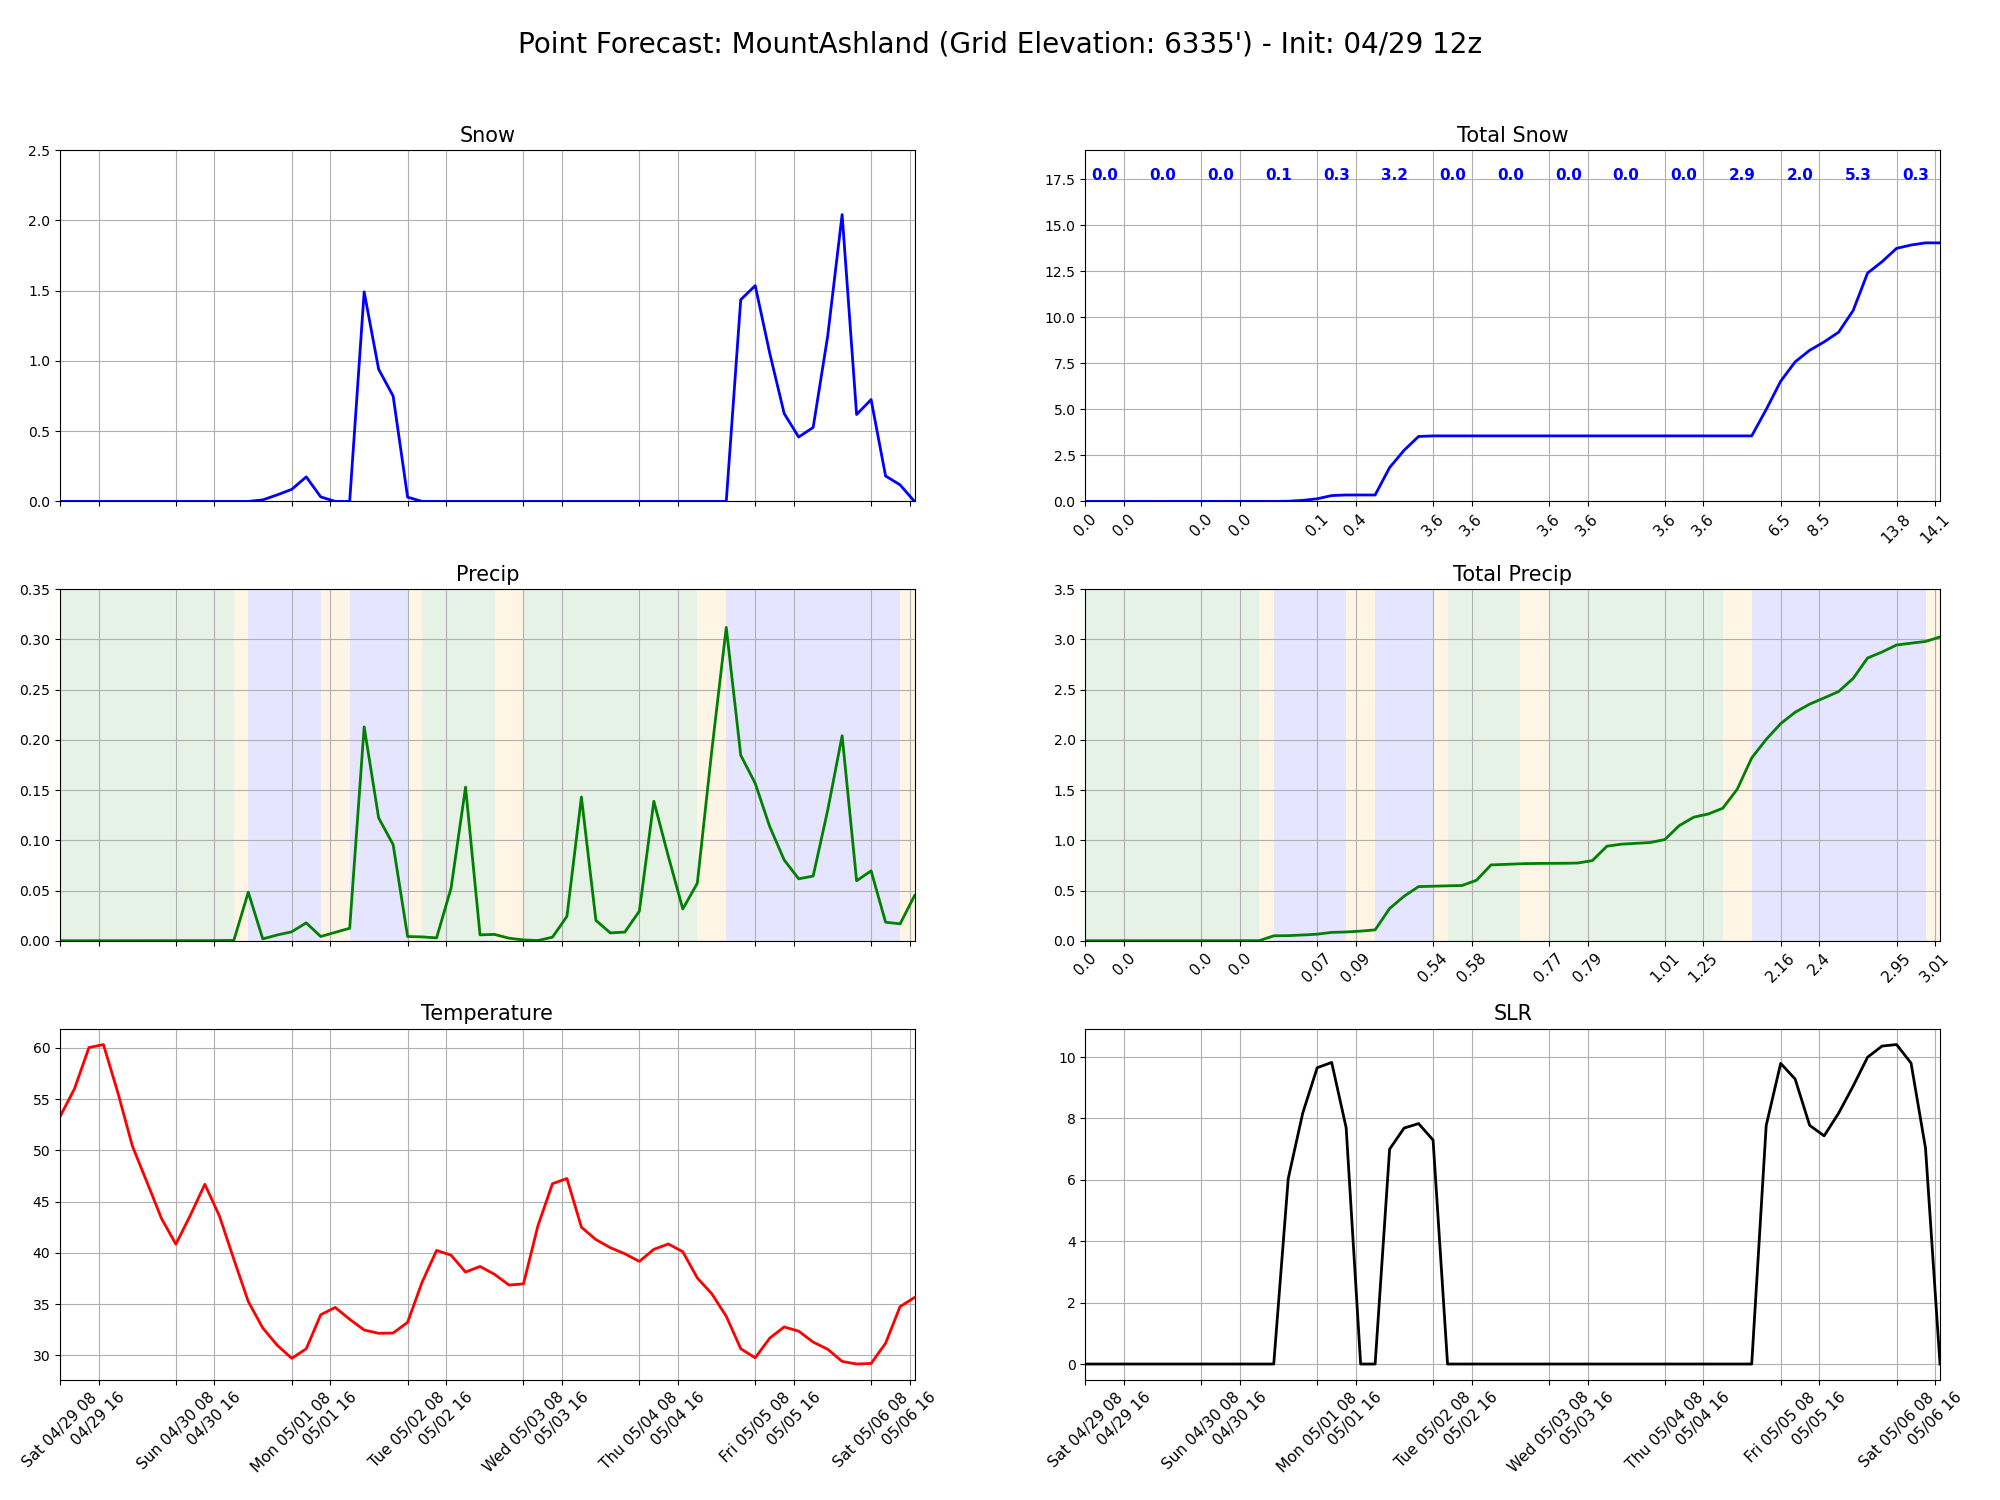 Point Forecast: MountAshland (Grid Elevation: 6335') - Init: 04/29 12z
Snow
2.5
2.0
1.5
1.0
0.5
0.0
Total Snow
0.0 0.0 0.0 0.1 0.3 3.2 0.0 0.0 0.0 0.0 0.0 2.9 2.0 5.3 0.3
17.5
15.0
12.5
10.0
7.5
5.0
2.5
0.0
0.0 0.0 0.0 0.0 0.1 0.4 3.6 3.6 3.6 3.6 3.6 3.6 6.5 8.5 13.8 14.1
Precip
0.35
0.30
0.25
0.20
0.15
0.10
0.05
0.00
Total Precip
3.5
3.0
2.5
2.0
1.5
1.0
0.5
0.0
0.0 0.0 0.0 0.0 0.07 0.09 0.54 0.58 0.77 0.79 1.01 1.25 2.16 2.4 2.95 3.01
Temperature
60
55
50
45
40
35
30
Sat 04/29 08
04/29 16
Sun 04/30 08
04/30 16
Mon 05/01 08
05/01 16
Tue 05/02 08
05/02 16
Wed 05/03 08
05/03 16
Thu 05/04 08
05/04 16
Fri 05/05 08
05/05 16
Sat 05/06 08
05/06 16
SLR
10
8
6
4
2
0
Sat 04/29 08
04/29 16
Sun 04/30 08
04/30 16
Mon 05/01 08
05/01 16
Tue 05/02 08
05/02 16
Wed 05/03 08
05/03 16
Thu 05/04 08
05/04 16
Fri 05/05 08
05/05 16
Sat 05/06 08
05/06 16